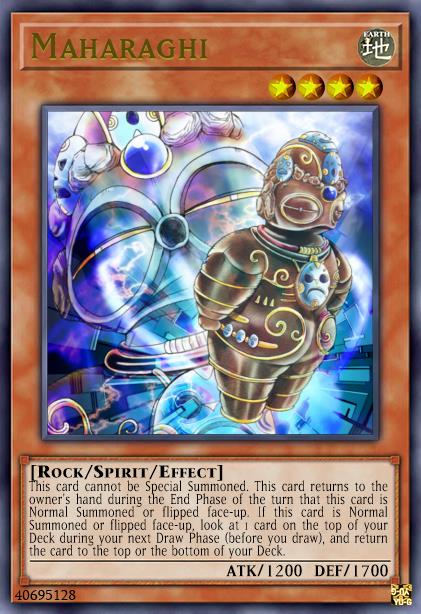 MAHARAGHI
EARTH
地
[ROCK/SPIRIT/EFFECT]
This card cannot be Special Summoned. This card returns to the
owner's hand during the End Phase of the turn that this card is
Normal Summoned or flipped face-up. If this card is Normal
Summoned or flipped face-up, look at 1 card on the top of your
Deck during your next Draw Phase (before you draw), and return
the card to the top or the bottom of your Deck.
ATK/1200 DEF/1700
40695128